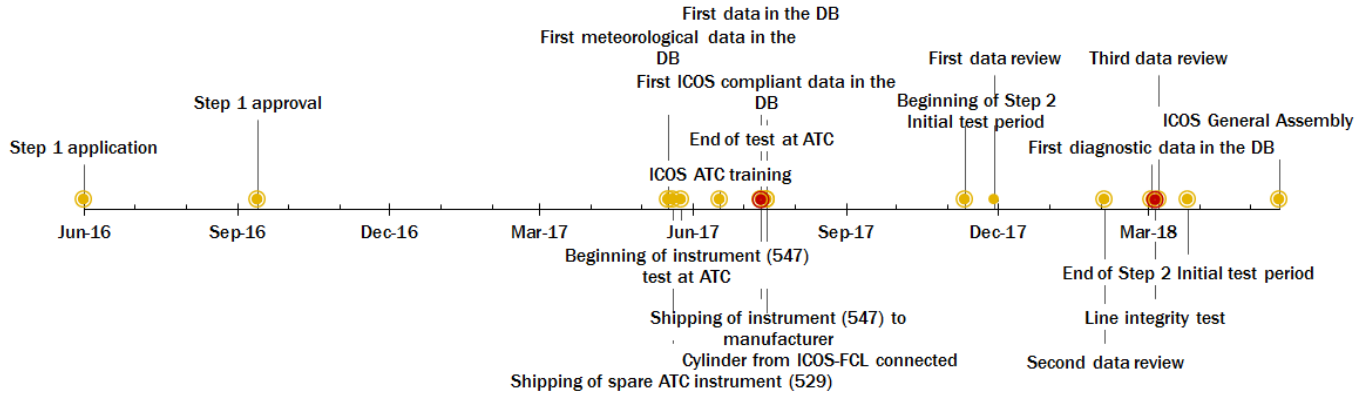 First data in the DB
First meteorological data in the
DB
First data review
Third data review
First ICOS compliant data in the
DB
Step 1 approval
Beginning of Step 2
Initial test period
ICOS General Assembly
End of test at ATC
Step 1 application
First diagnostic data in the DB
ICOS ATC training
Jun-16
Sep-16
Dec-16
Mar-17
Jun-17
Sep-17
Dec-17
Mar-18
Beginning of instrument (547)
test at ATC
End of Step 2 Initial test period
Shipping of instrument (547) to
manufacturer
Line integrity test
Cylinder from ICOS-FCL connected
Second data review
Shipping of spare ATC instrument (529)